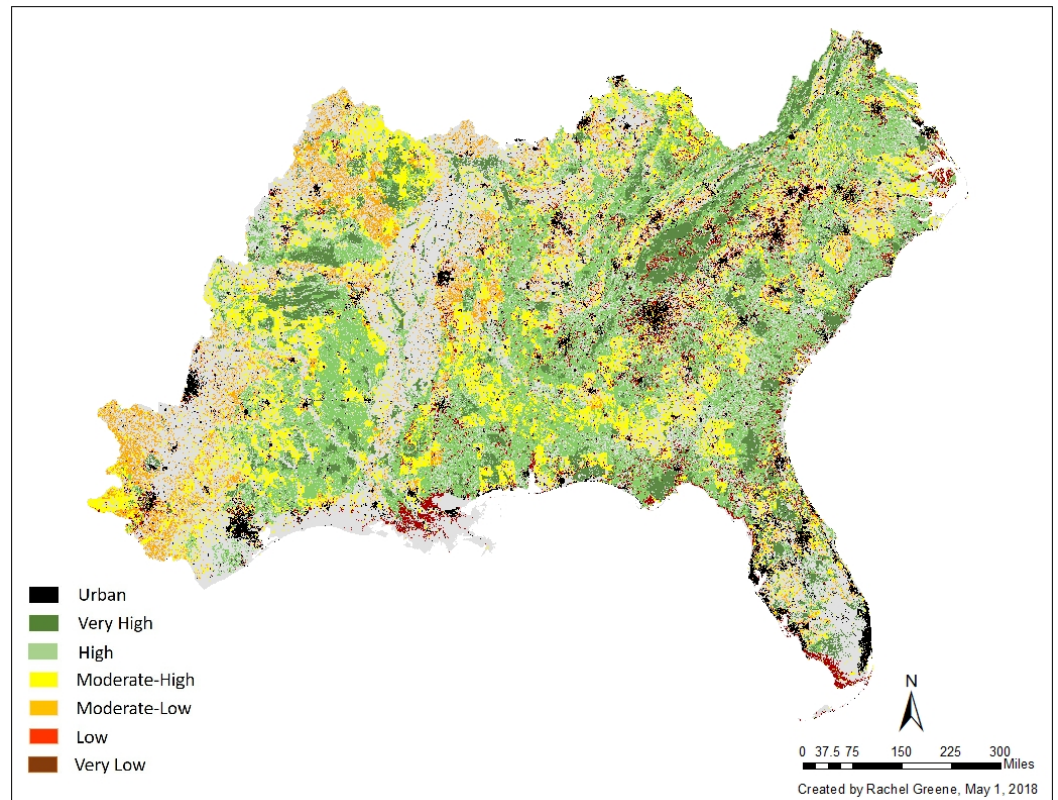 Urban
Very High
High
Moderate-High
Moderate-Low
Low
Very Low
N
0 37.5 75 150 225 300
Miles
Created by Rachel Greene, May 1, 2018